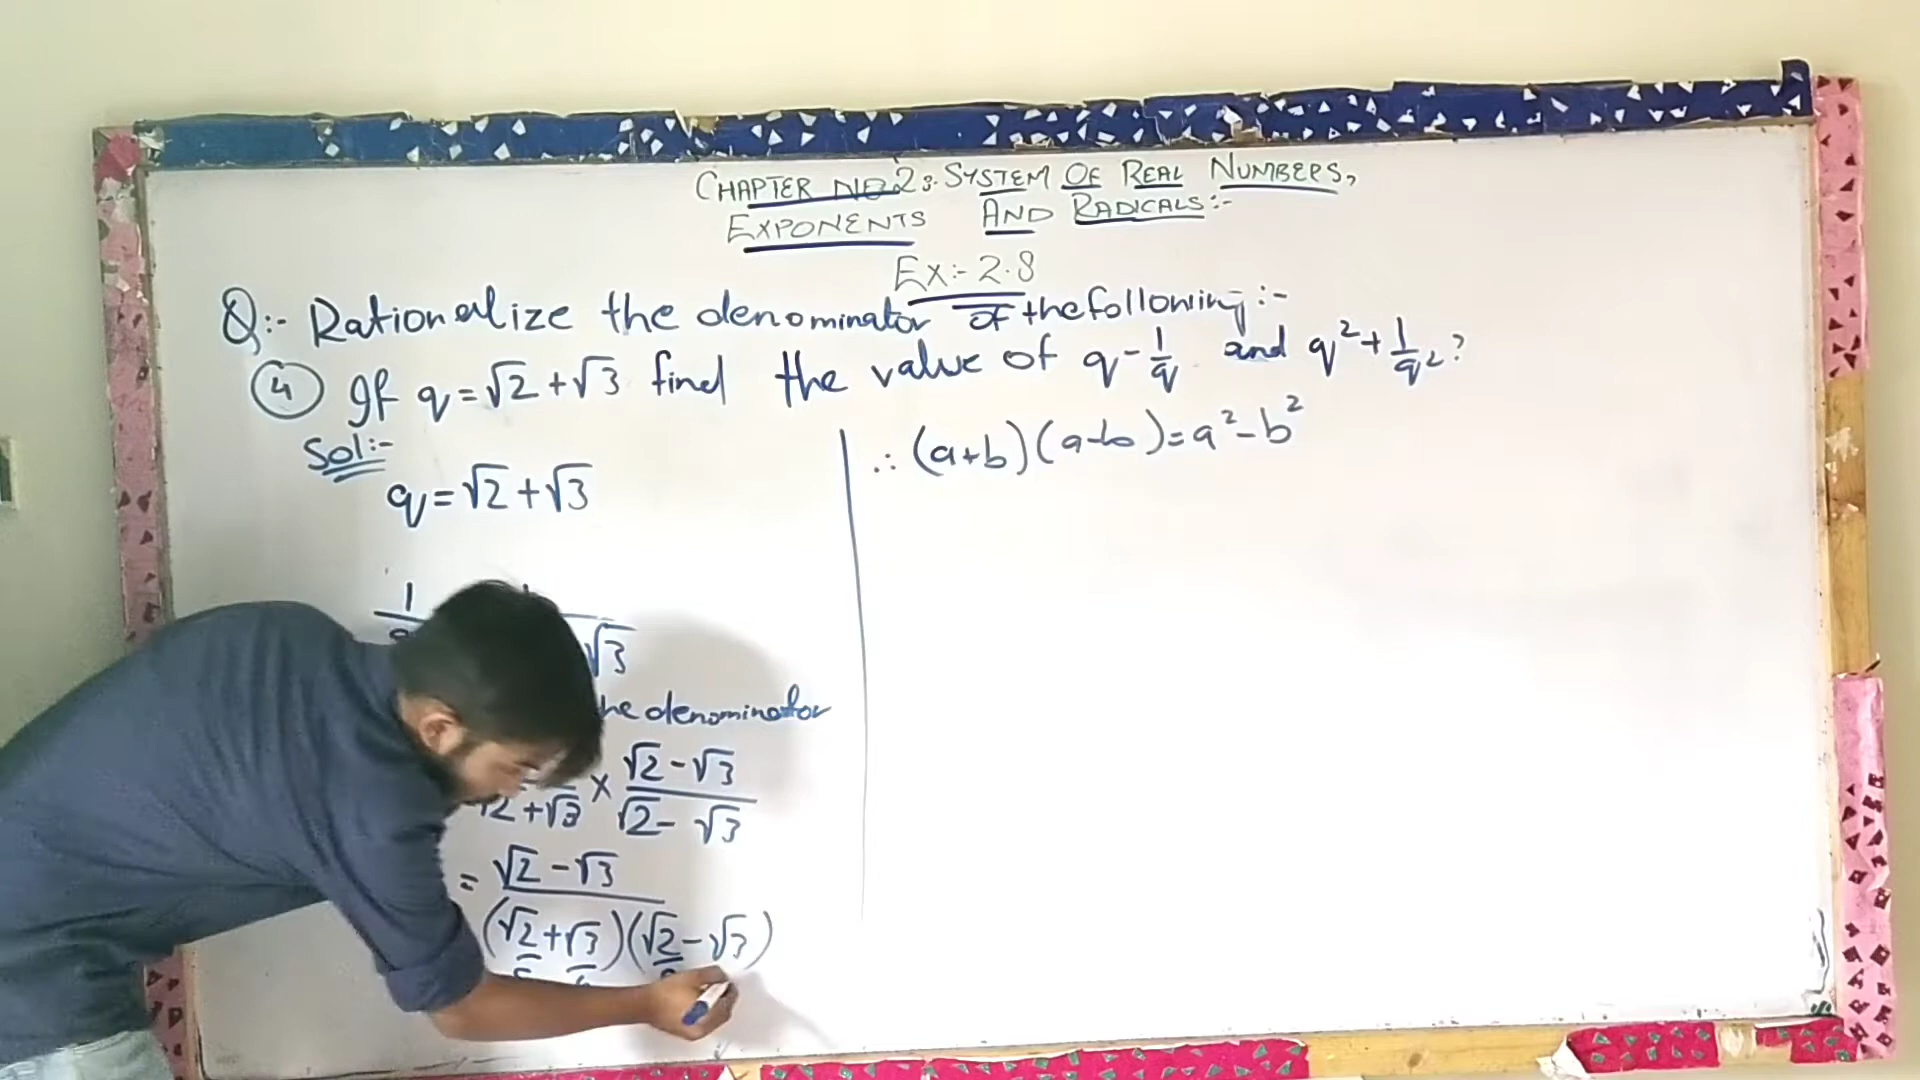 CHAPTER NO 2:- SYSTEM OF REAL NUMBERS,
EXPONENTS AND RADICALS:-
Ex:- 2.8
Q:- Rationalize the denominator of the following:-
④ If q = √2 + √3 find the value of q - 1/q and q² + 1/q² ?
Sol:-
q = √2 + √3
1
√3
the denominator
√2 + √3 × (√2 - √3)/(√2 - √3)
= (√2 - √3)/((√2 + √3)(√2 - √3))
∴ (a+b)(a-b) = a² - b²